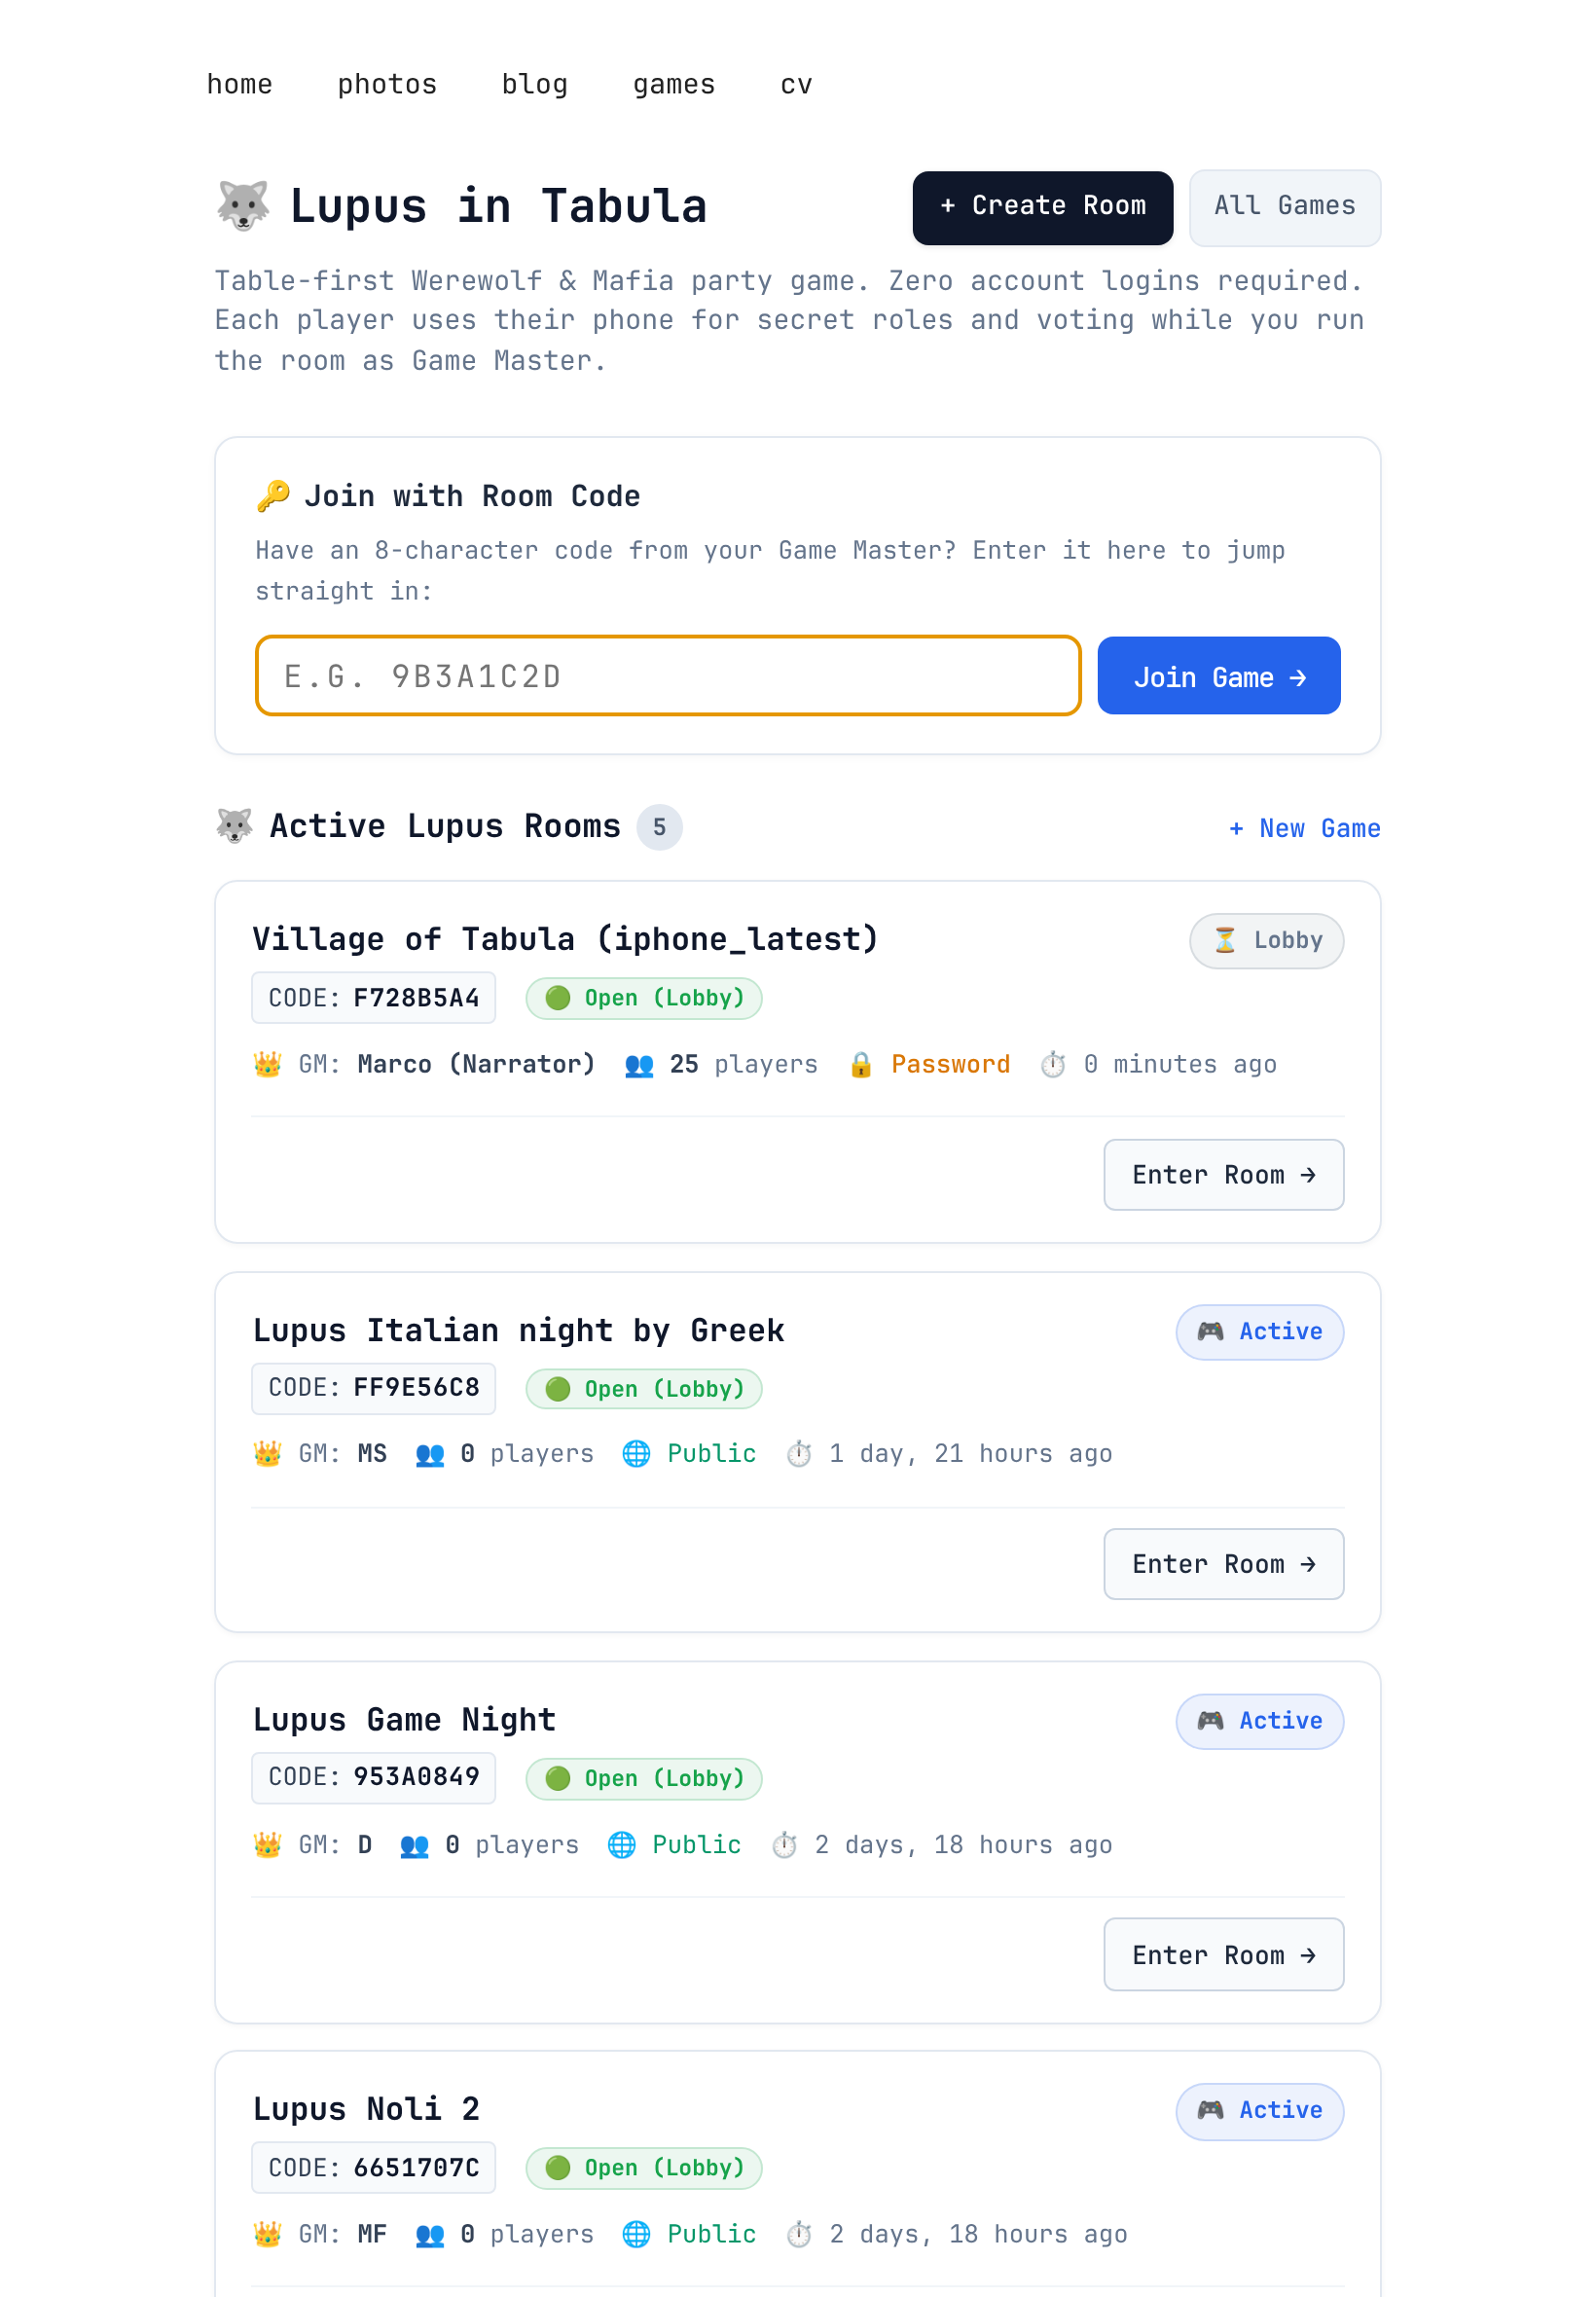 home photos blog games cv
🐺 Lupus in Tabula
+ Create Room
All Games
Table-first Werewolf & Mafia party game. Zero account logins required.
Each player uses their phone for secret roles and voting while you run
the room as Game Master.
🔑 Join with Room Code
Have an 8-character code from your Game Master? Enter it here to jump
straight in:
E.G. 9B3A1C2D
Join Game →
🐺 Active Lupus Rooms 5
+ New Game
Village of Tabula (iphone_latest)
⏳ Lobby
CODE: F728B5A4 🟢 Open (Lobby)
👑 GM: Marco (Narrator) 👥 25 players 🔒 Password ⏱️ 0 minutes ago
Enter Room →
Lupus Italian night by Greek
🎮 Active
CODE: FF9E56C8 🟢 Open (Lobby)
👑 GM: MS 👥 0 players 🌐 Public ⏱️ 1 day, 21 hours ago
Enter Room →
Lupus Game Night
🎮 Active
CODE: 953A0849 🟢 Open (Lobby)
👑 GM: D 👥 0 players 🌐 Public ⏱️ 2 days, 18 hours ago
Enter Room →
Lupus Noli 2
🎮 Active
CODE: 6651707C 🟢 Open (Lobby)
👑 GM: MF 👥 0 players 🌐 Public ⏱️ 2 days, 18 hours ago